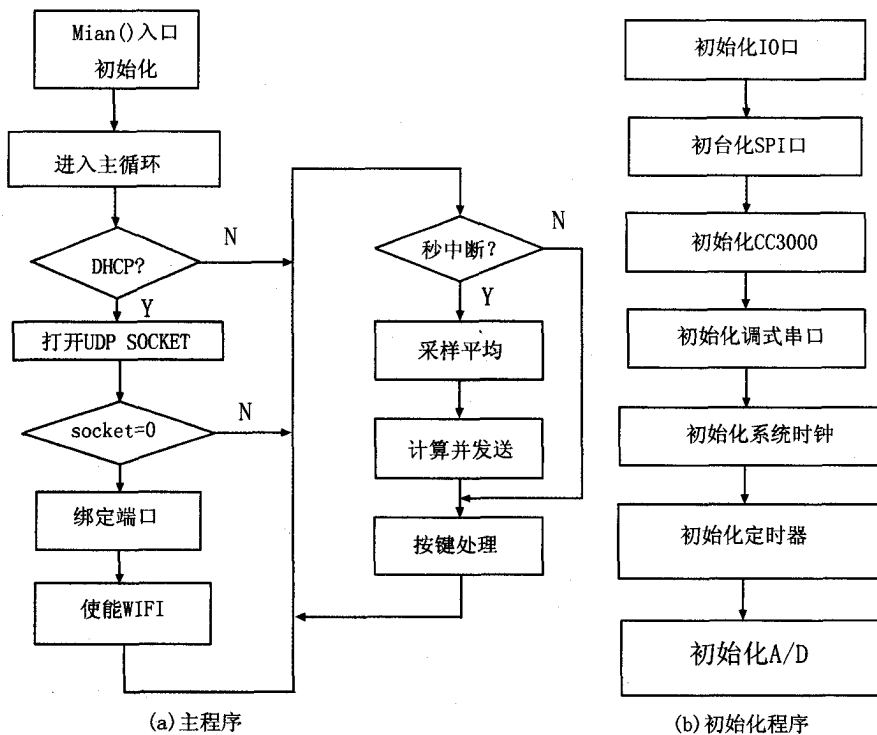 Mian()入口
初始化
进入主循环
DHCP?
N
Y
打开UDP SOCKET
socket=0
N
绑定端口
使能WIFI
秒中断?
N
Y
采样平均
计算并发送
按键处理
(a)主程序
初始化IO口
初台化SPI口
初始化CC3000
初始化调式串口
初始化系统时钟
初始化定时器
初始化A/D
(b)初始化程序